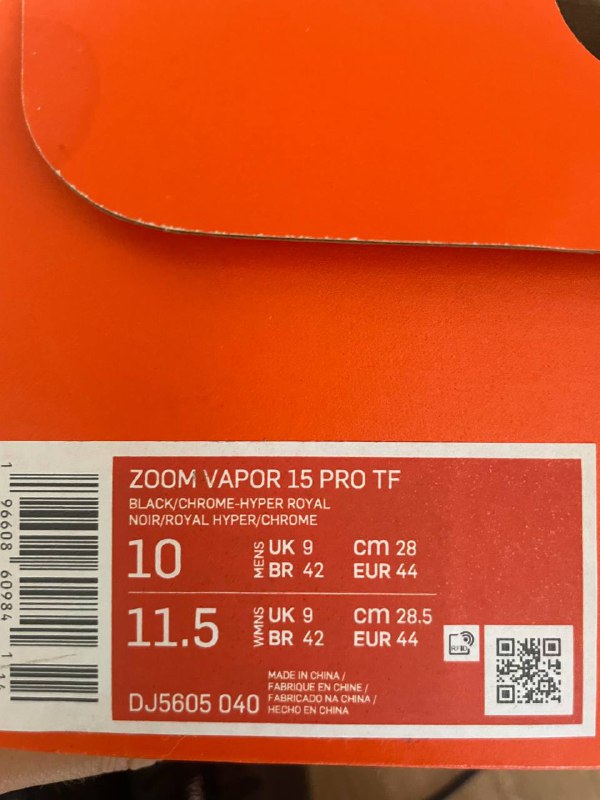 ZOOM VAPOR 15 PRO TF
BLACK/CHROME-HYPER ROYAL
NOIR/ROYAL HYPER/CHROME
10 MENS UK 9 cm 28
BR 42 EUR 44
11.5 WMNS UK 9 cm 28.5
BR 42 EUR 44
RFID
DJ5605 040
MADE IN CHINA /
FABRIQUE EN CHINE /
FABRICADO NA CHINA /
HECHO EN CHINA
1 96608 60984 1